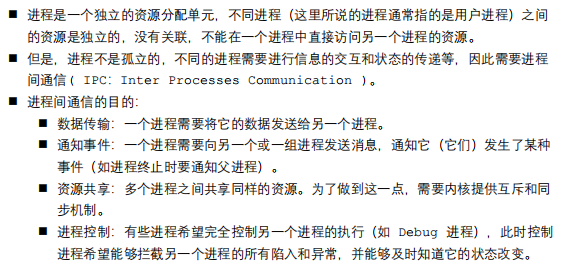 ■ 进程是一个独立的资源分配单元，不同进程（这里所说的进程通常指的是用户进程）之间
的资源是独立的，没有关联，不能在一个进程中直接访问另一个进程的资源。
■ 但是，进程不是孤立的，不同的进程需要进行信息的交互和状态的传递等，因此需要进程
间通信( IPC：Inter Processes Communication )。
■ 进程间通信的目的：
■ 数据传输：一个进程需要将它的数据发送给另一个进程。
■ 通知事件：一个进程需要向另一个或一组进程发送消息，通知它（它们）发生了某种
事件（如进程终止时要通知父进程）。
■ 资源共享：多个进程之间共享同样的资源。为了做到这一点，需要内核提供互斥和同
步机制。
■ 进程控制：有些进程希望完全控制另一个进程的执行（如 Debug 进程），此时控制
进程希望能够拦截另一个进程的所有陷入和异常，并能够及时知道它的状态改变。